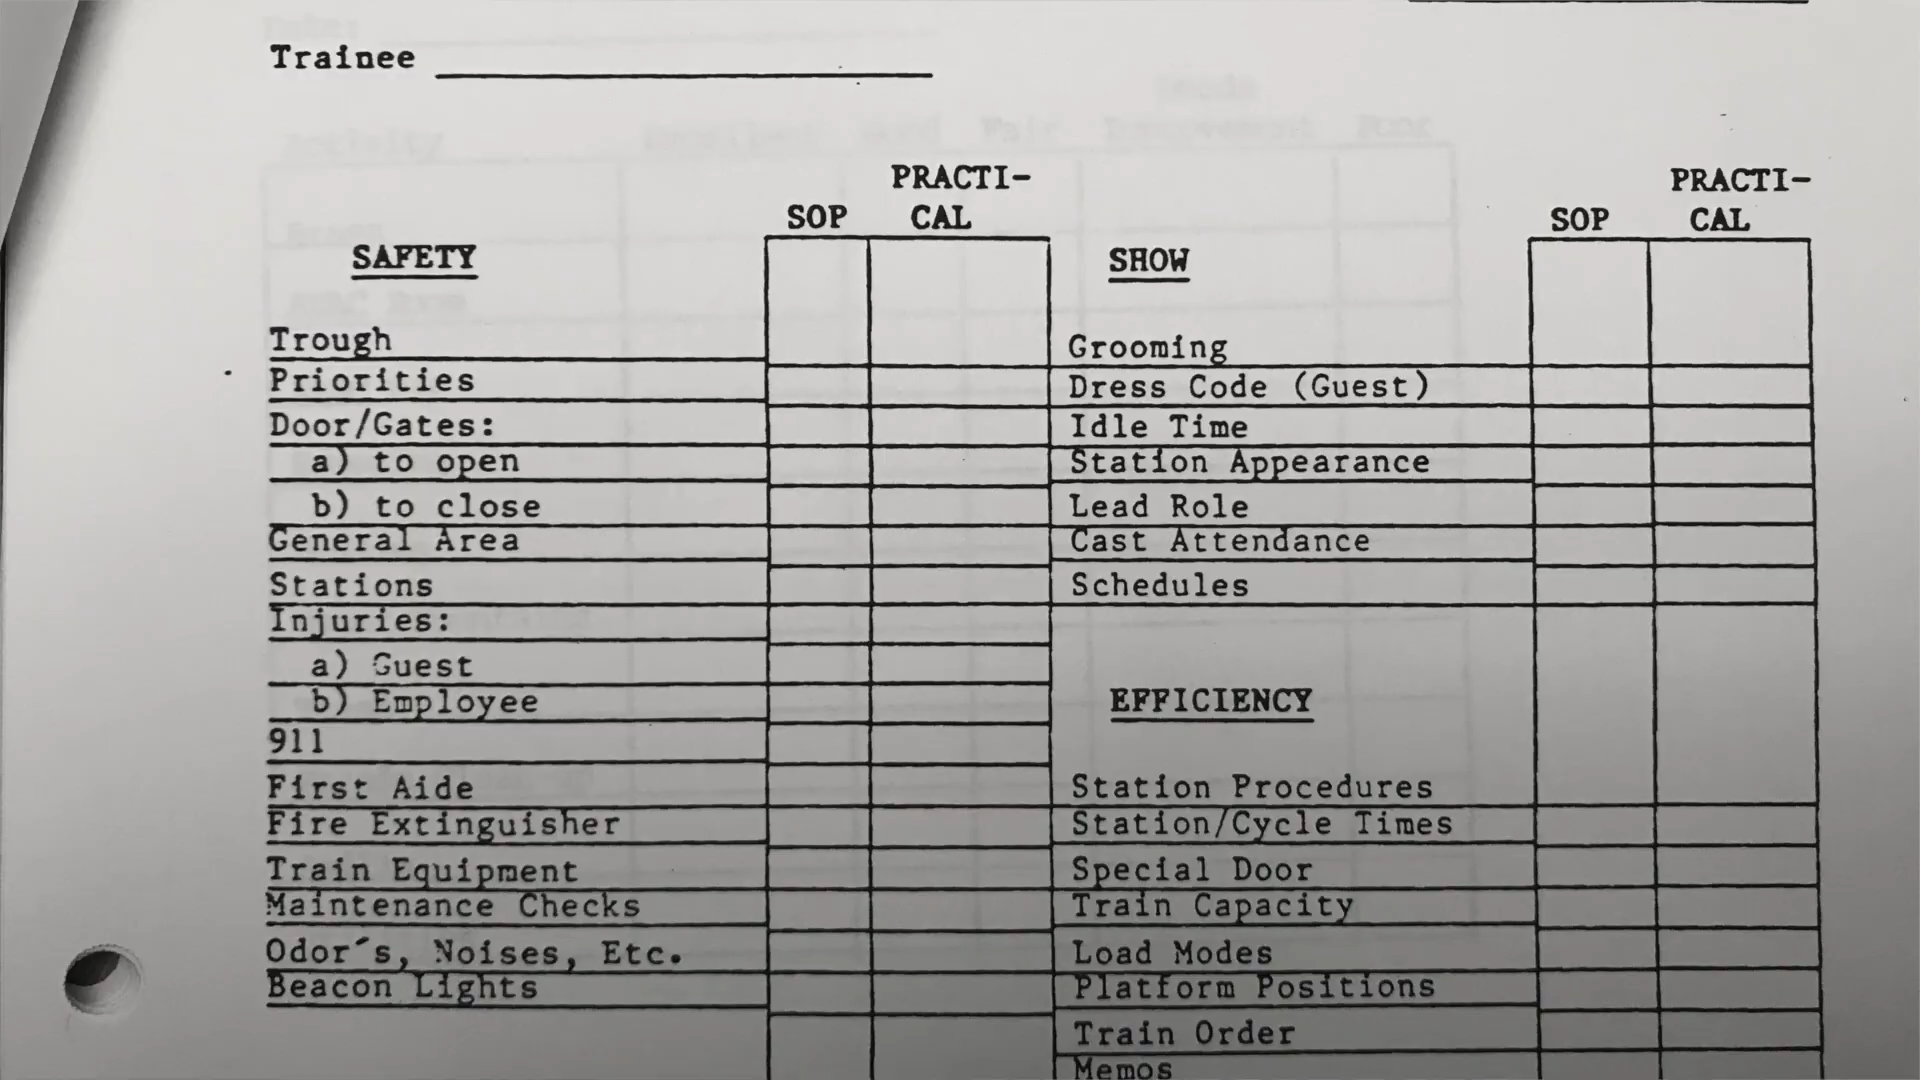 Trainee
PRACTI-
SOP CAL
SAFETY
Trough
Priorities
Door/Gates:
a) to open
b) to close
General Area
Stations
Injuries:
a) Guest
b) Employee
911
First Aide
Fire Extinguisher
Train Equipment
Maintenance Checks
Odor's, Noises, Etc.
Beacon Lights
PRACTI-
SOP CAL
SHOW
Grooming
Dress Code (Guest)
Idle Time
Station Appearance
Lead Role
Cast Attendance
Schedules
EFFICIENCY
Station Procedures
Station/Cycle Times
Special Door
Train Capacity
Load Modes
Platform Positions
Train Order
Memos